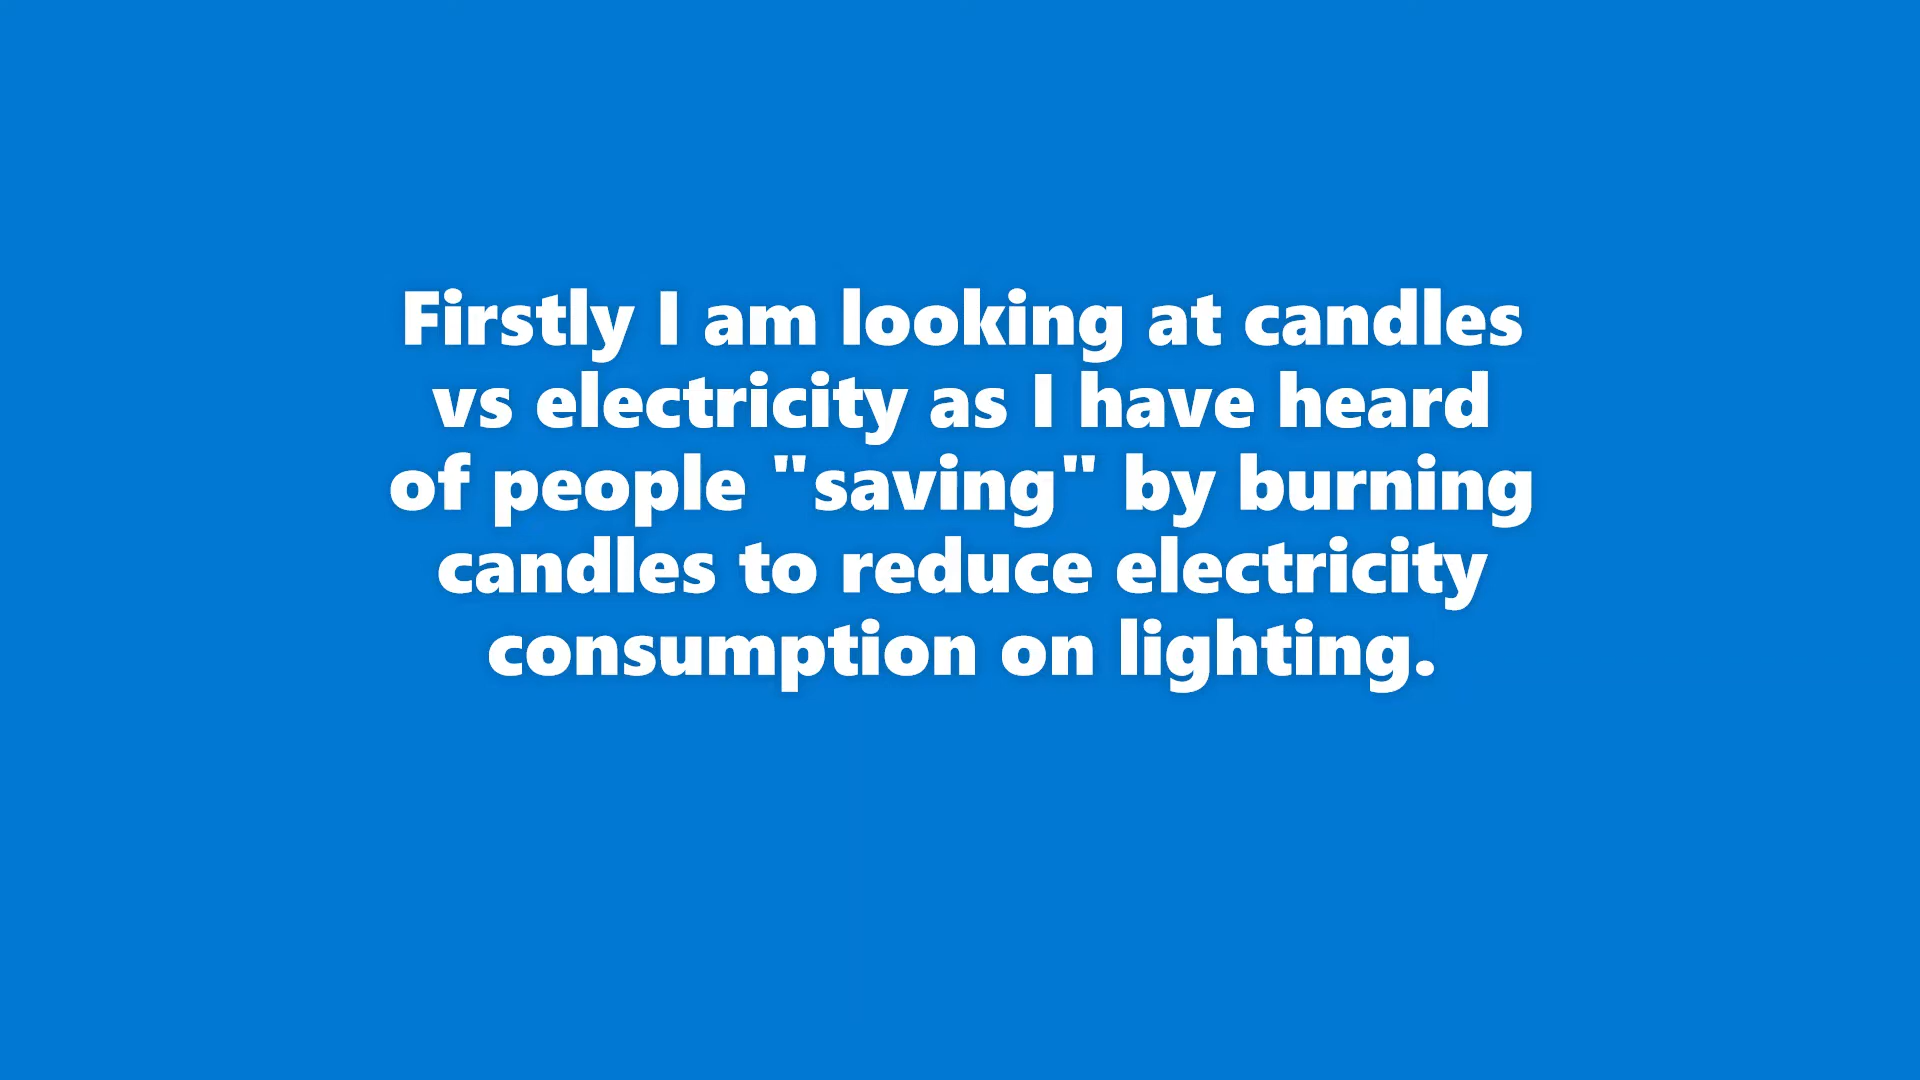 Firstly I am looking at candles
vs electricity as I have heard
of people "saving" by burning
candles to reduce electricity
consumption on lighting.